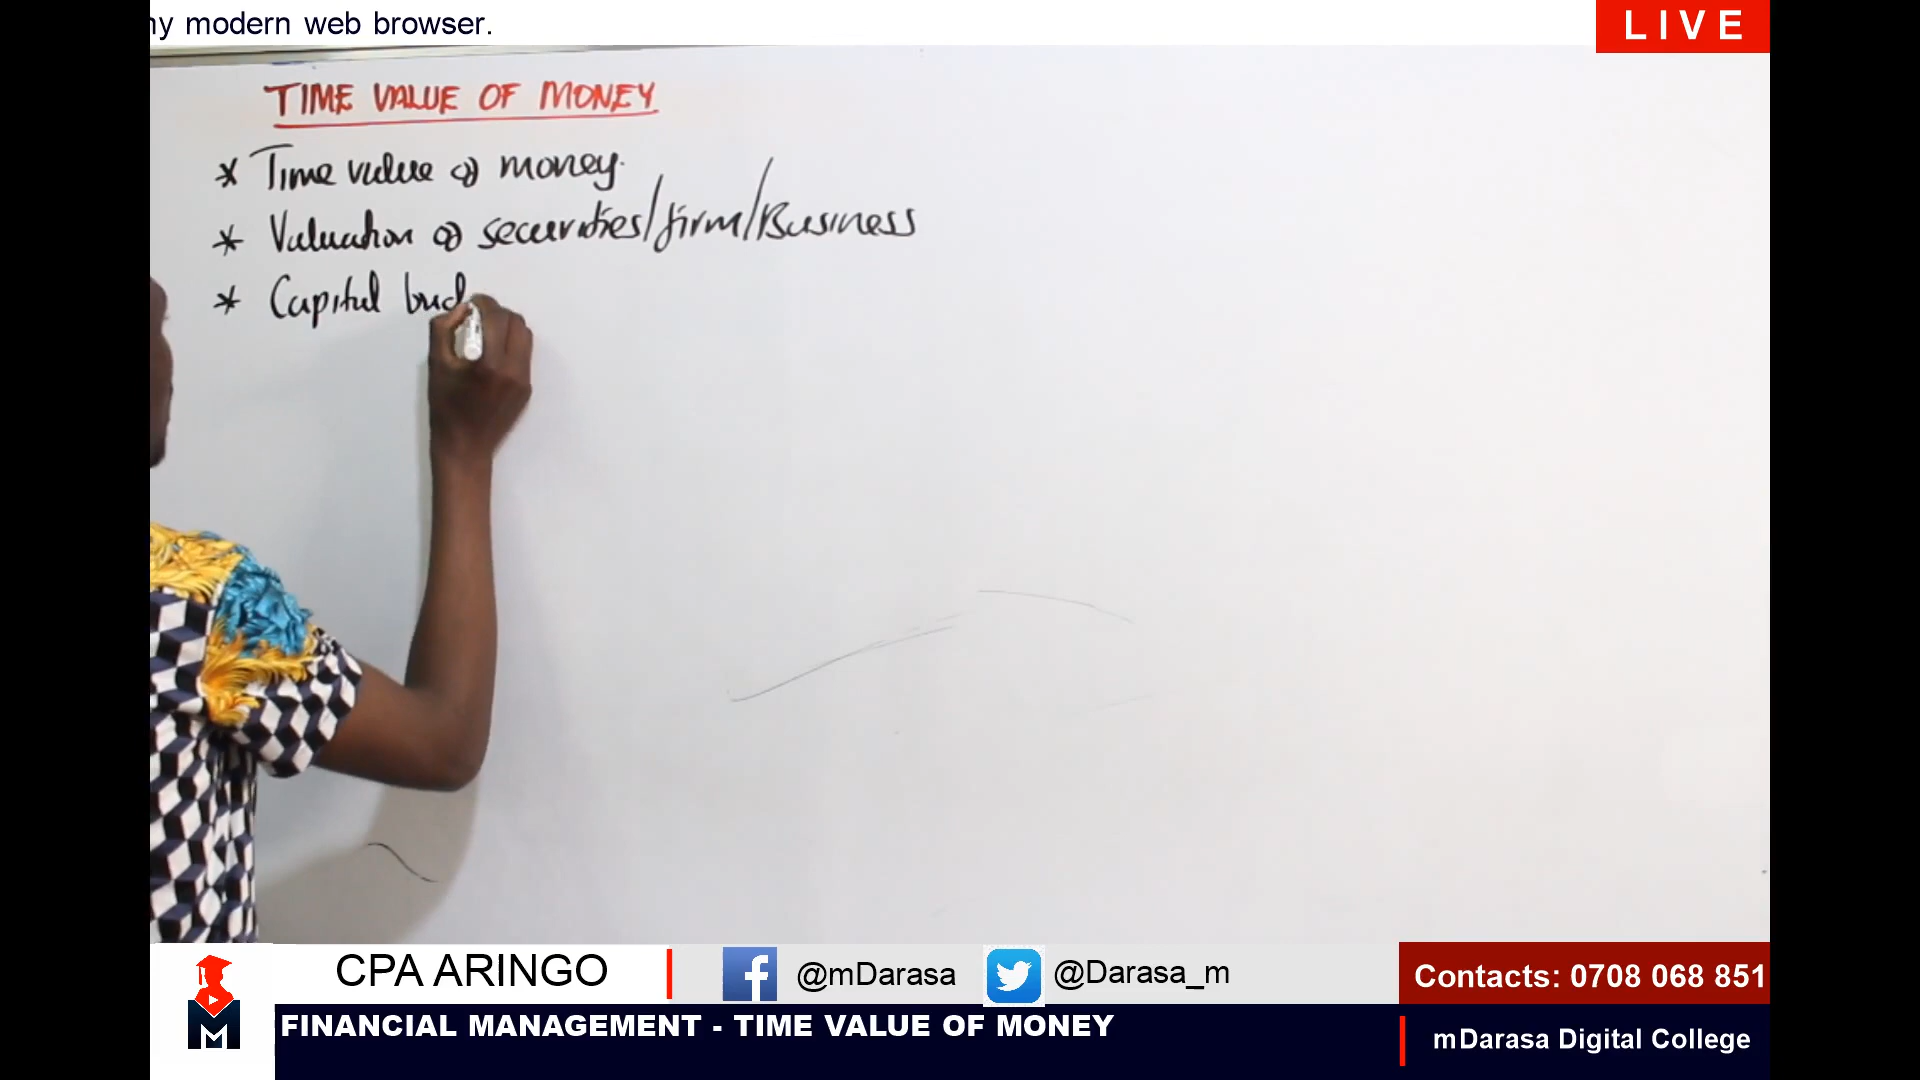 ny modern web browser.
LIVE
TIME VALUE OF MONEY
* Time value of money.
* Valuation of securities/firm/Business
* Capital bud
CPA ARINGO
@mDarasa
@Darasa_m
Contacts: 0708 068 851
M
FINANCIAL MANAGEMENT - TIME VALUE OF MONEY
mDarasa Digital College